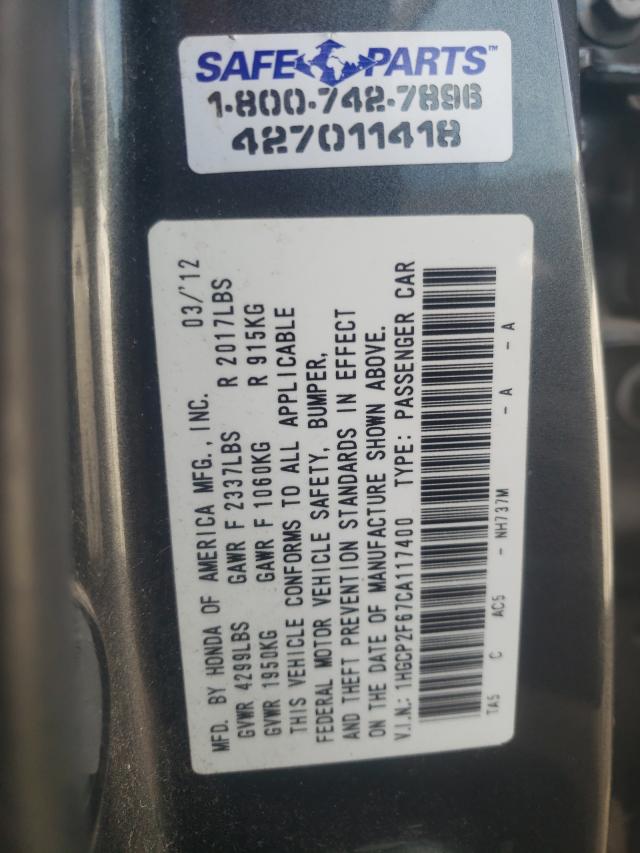 SAFE PARTS™
1-800-742-7896
427011418
MFD. BY HONDA OF AMERICA MFG., INC. 03/'12
GVWR 4299LBS GAWR F 2337LBS R 2017LBS
GVWR 1950KG GAWR F 1060KG R 915KG
THIS VEHICLE CONFORMS TO ALL APPLICABLE
FEDERAL MOTOR VEHICLE SAFETY, BUMPER,
AND THEFT PREVENTION STANDARDS IN EFFECT
ON THE DATE OF MANUFACTURE SHOWN ABOVE.
V.I.N.: 1HGCP2F67CA117400 TYPE: PASSENGER CAR
TA5 C AC5 - NH737M - A - A